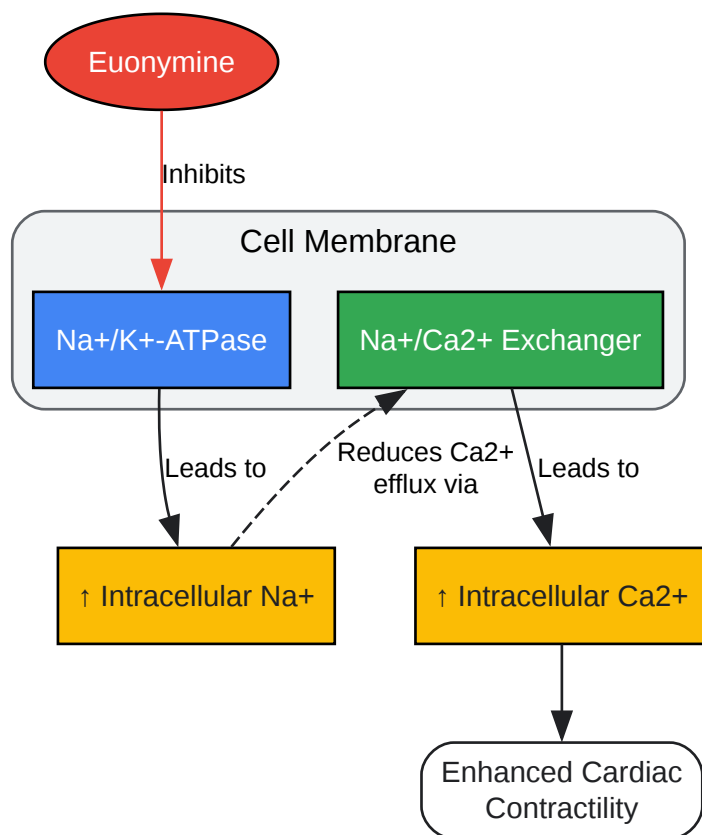 Euonymine
Inhibits
Cell Membrane
Na+/K+-ATPase
Na+/Ca2+ Exchanger
Leads to
Reduces Ca2+
efflux via
Leads to
↑ Intracellular Na+
↑ Intracellular Ca2+
Enhanced Cardiac
Contractility